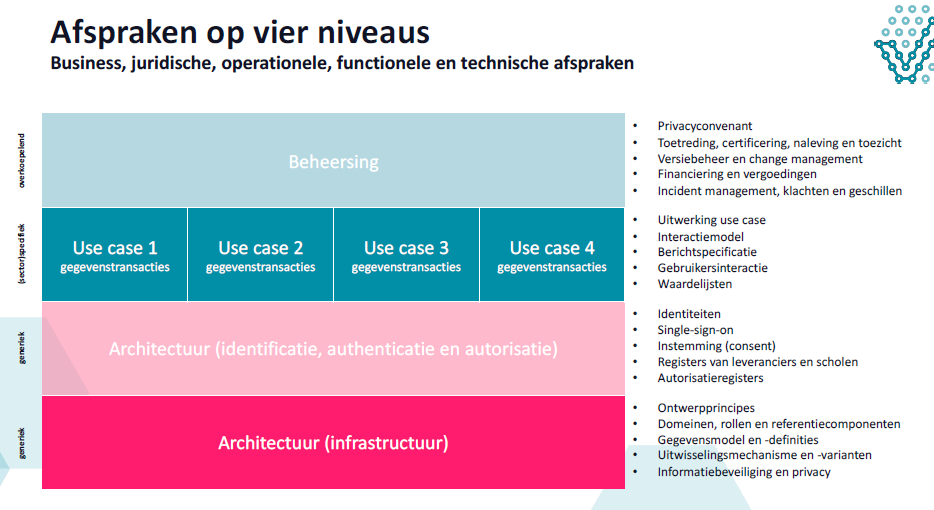 Afspraken op vier niveaus
Business, juridische, operationele, functionele en technische afspraken
overkoepelend
Beheersing
• Privacyconvenant
• Toetreding, certificering, naleving en toezicht
• Versiebeheer en change management
• Financiering en vergoedingen
• Incident management, klachten en geschillen
(sector)specifiek
Use case 1
gegevenstransacties
Use case 2
gegevenstransacties
Use case 3
gegevenstransacties
Use case 4
gegevenstransacties
• Uitwerking use case
• Interactiemodel
• Berichtspecificatie
• Gebruikersinteractie
• Waardelijsten
generiek
Architectuur (identificatie, authenticatie en autorisatie)
• Identiteiten
• Single-sign-on
• Instemming (consent)
• Registers van leveranciers en scholen
• Autorisatieregisters
generiek
Architectuur (infrastructuur)
• Ontwerpprincipes
• Domeinen, rollen en referentiecomponenten
• Gegevensmodel en -definities
• Uitwisselingsmechanisme en -varianten
• Informatiebeveiliging en privacy